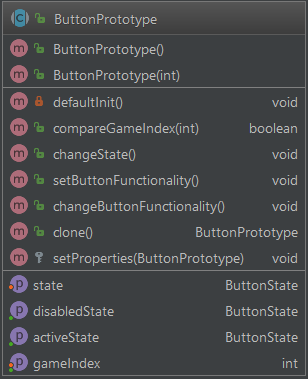 ButtonPrototype
ButtonPrototype()
ButtonPrototype(int)
defaultInit() void
compareGameIndex(int) boolean
changeState() void
setButtonFunctionality() void
changeButtonFunctionality() void
clone() ButtonPrototype
setProperties(ButtonPrototype) void
state ButtonState
disabledState ButtonState
activeState ButtonState
gameIndex int